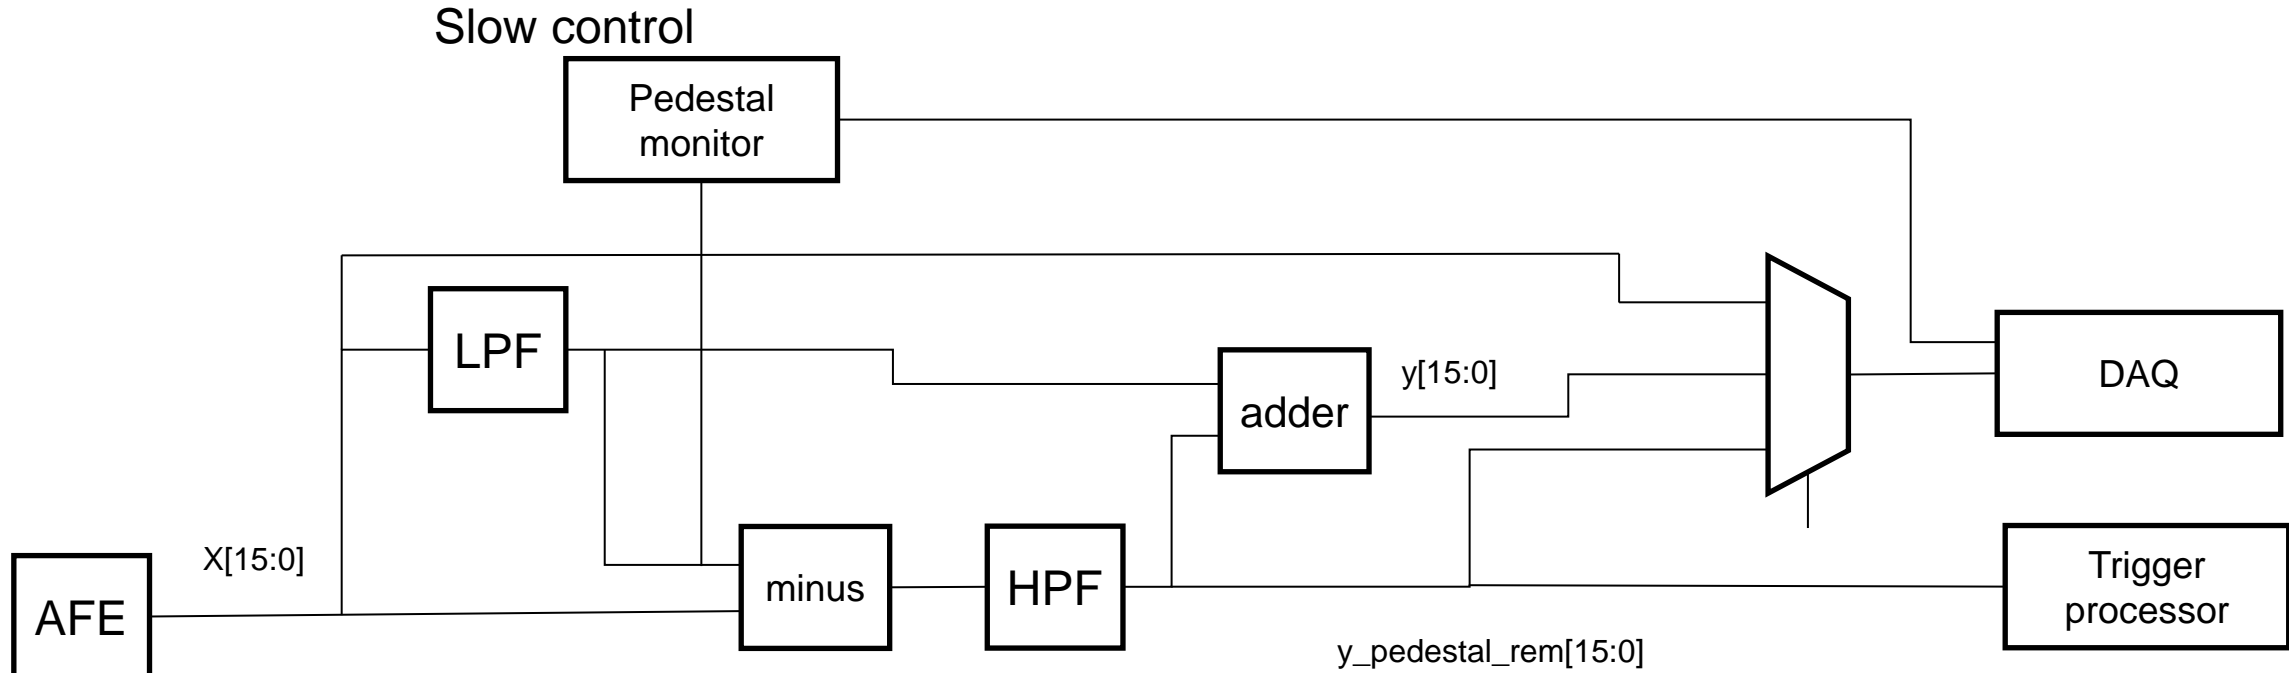 Slow control
Pedestal
monitor
LPF
adder
y[15:0]
DAQ
X[15:0]
AFE
minus
HPF
Trigger
processor
y_pedestal_rem[15:0]